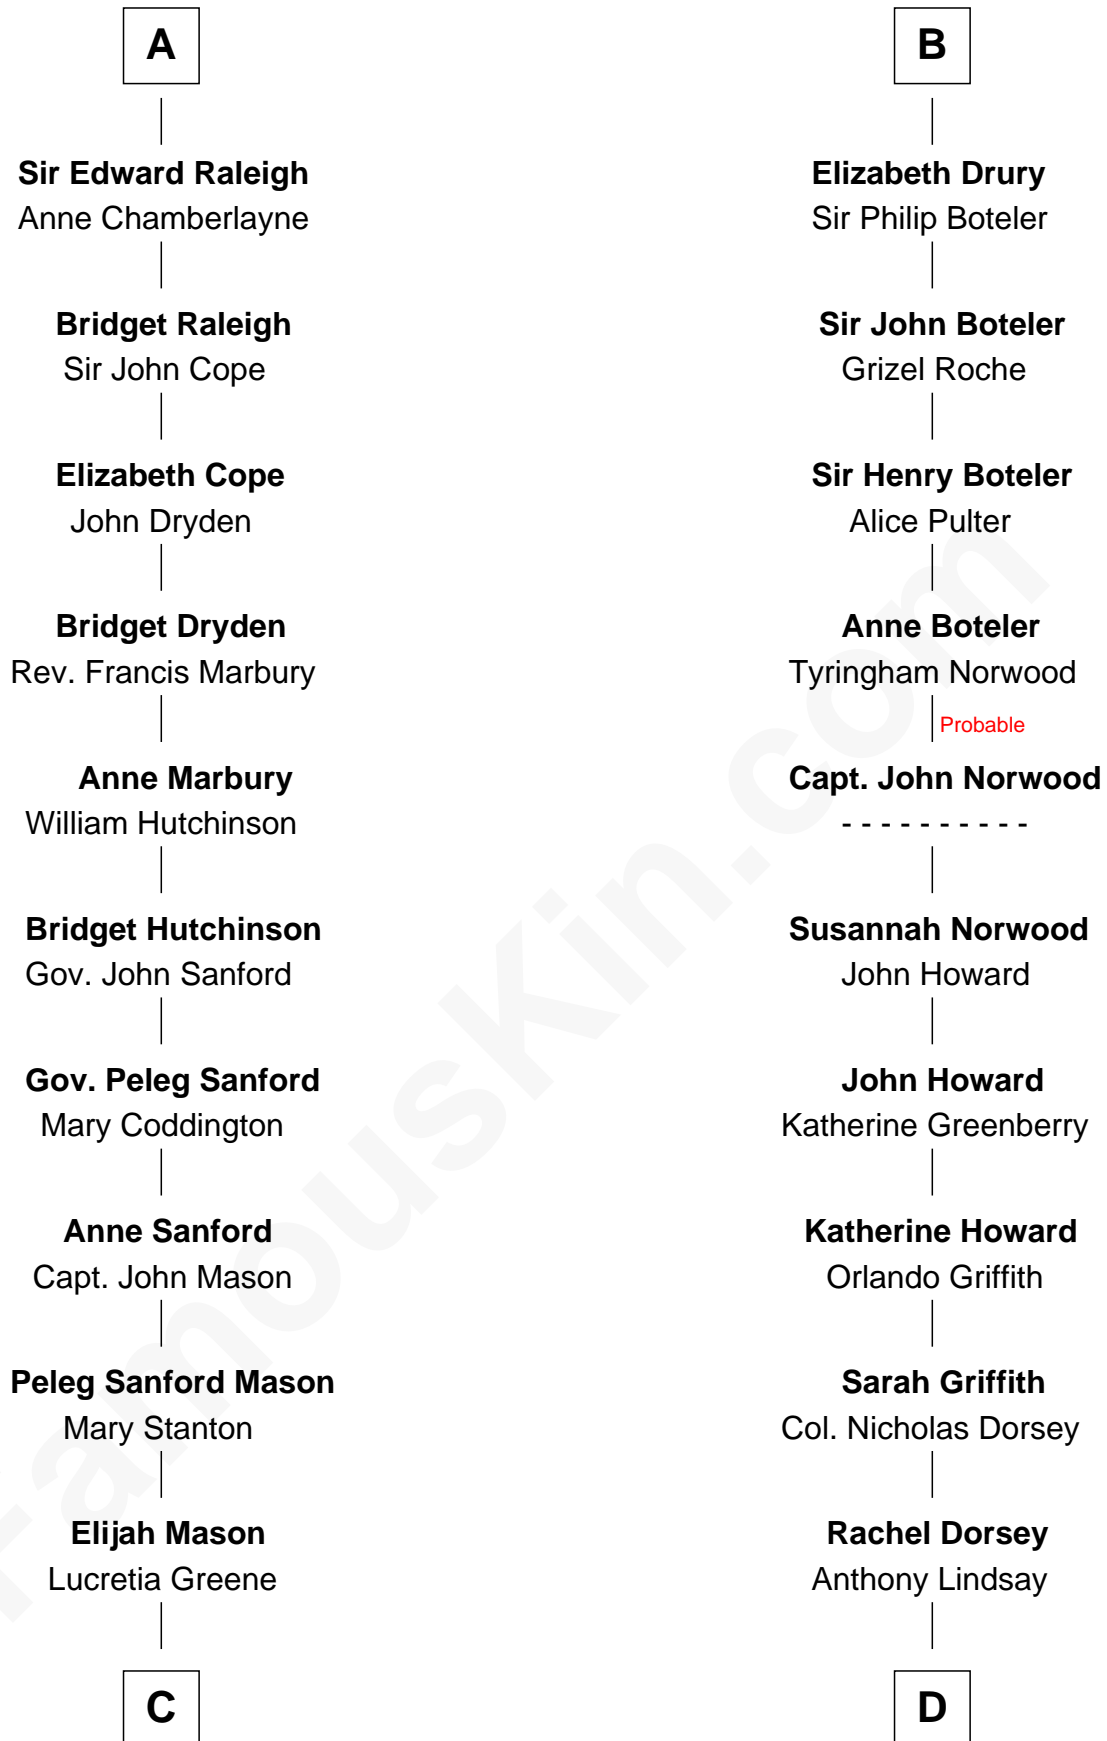 A
Sir Edward Raleigh
Anne Chamberlayne
Bridget Raleigh
Sir John Cope
Elizabeth Cope
John Dryden
Bridget Dryden
Rev. Francis Marbury
Anne Marbury
William Hutchinson
Bridget Hutchinson
Gov. John Sanford
Gov. Peleg Sanford
Mary Coddington
Anne Sanford
Capt. John Mason
Peleg Sanford Mason
Mary Stanton
Elijah Mason
Lucretia Greene
C
B
Elizabeth Drury
Sir Philip Boteler
Sir John Boteler
Grizel Roche
Sir Henry Boteler
Alice Pulter
Anne Boteler
Tyringham Norwood
Probable
Capt. John Norwood
- - - - - - - - - -
Susannah Norwood
John Howard
John Howard
Katherine Greenberry
Katherine Howard
Orlando Griffith
Sarah Griffith
Col. Nicholas Dorsey
Rachel Dorsey
Anthony Lindsay
D
FamousKin.com